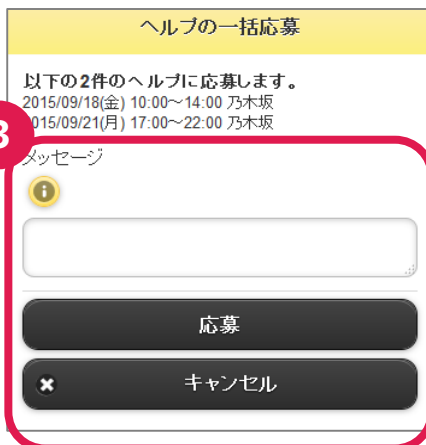 ヘルプの一括応募
以下の2件のヘルプに応募します。
2015/09/18(金) 10:00〜14:00 乃木坂
2015/09/21(月) 17:00〜22:00 乃木坂
3
メッセージ
i
応募
キャンセル